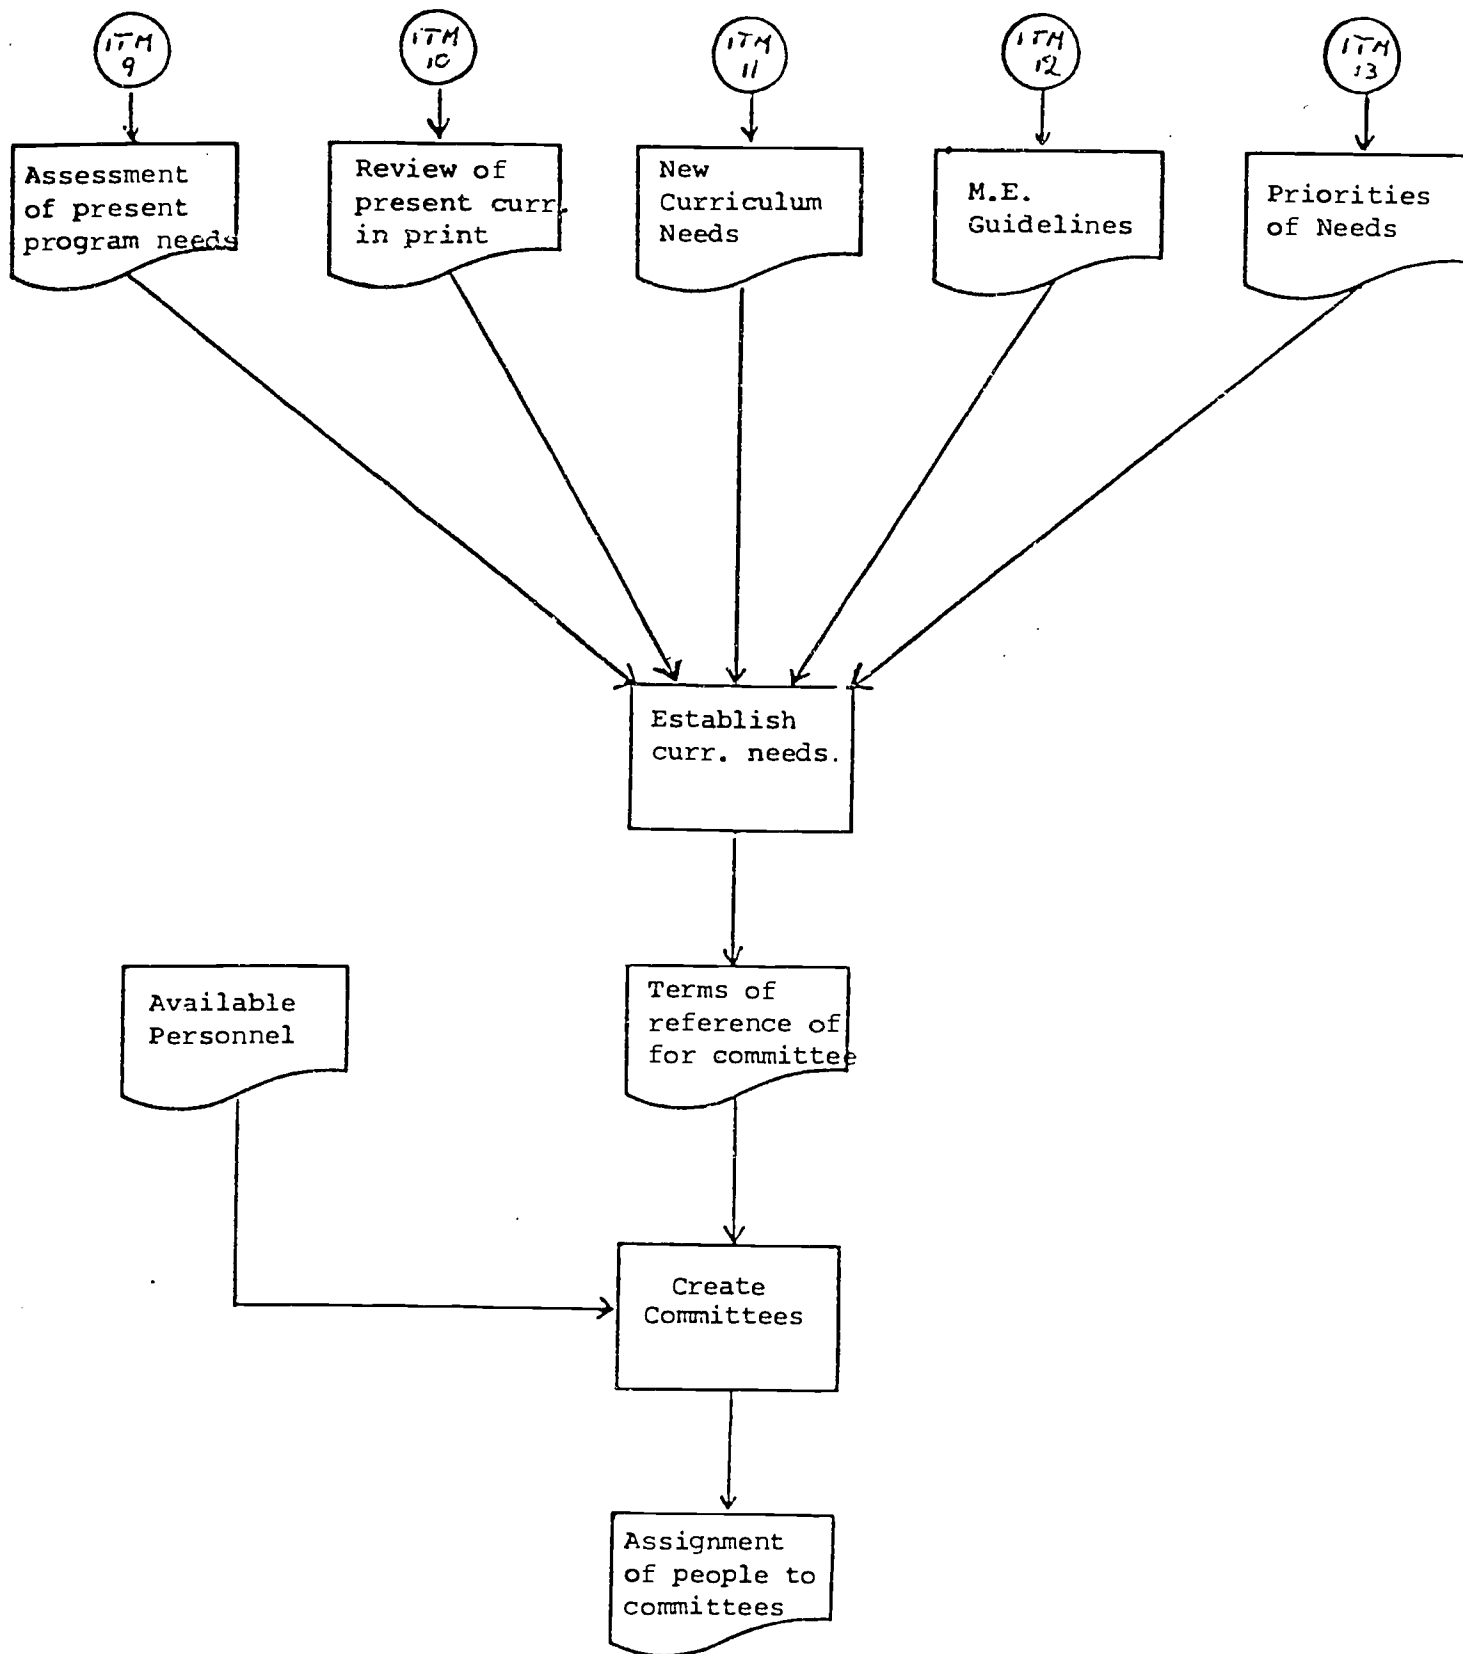 ITM
9
ITM
10
ITM
11
ITM
12
ITM
13
Assessment
of present
program needs
Review of
present curr.
in print
New
Curriculum
Needs
M.E.
Guidelines
Priorities
of Needs
Establish
curr. needs.
Available
Personnel
Terms of
reference of
for committee
Create
Committees
Assignment
of people to
committees